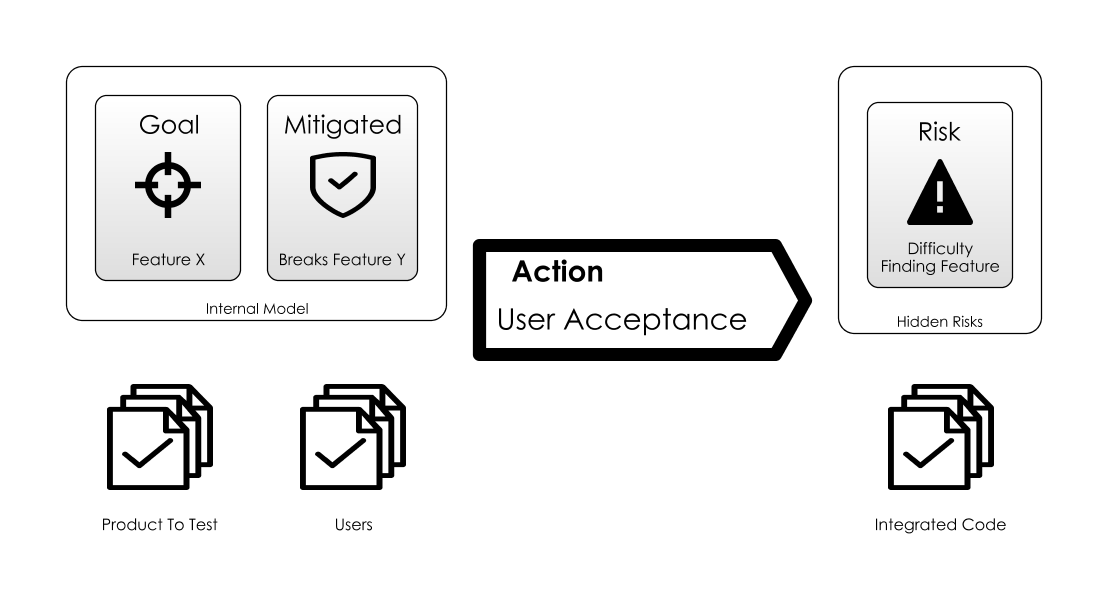 Goal
Feature X
Mitigated
Breaks Feature Y
Internal Model
Action
User Acceptance
Risk
Difficulty
Finding Feature
Hidden Risks
Product To Test
Users
Integrated Code